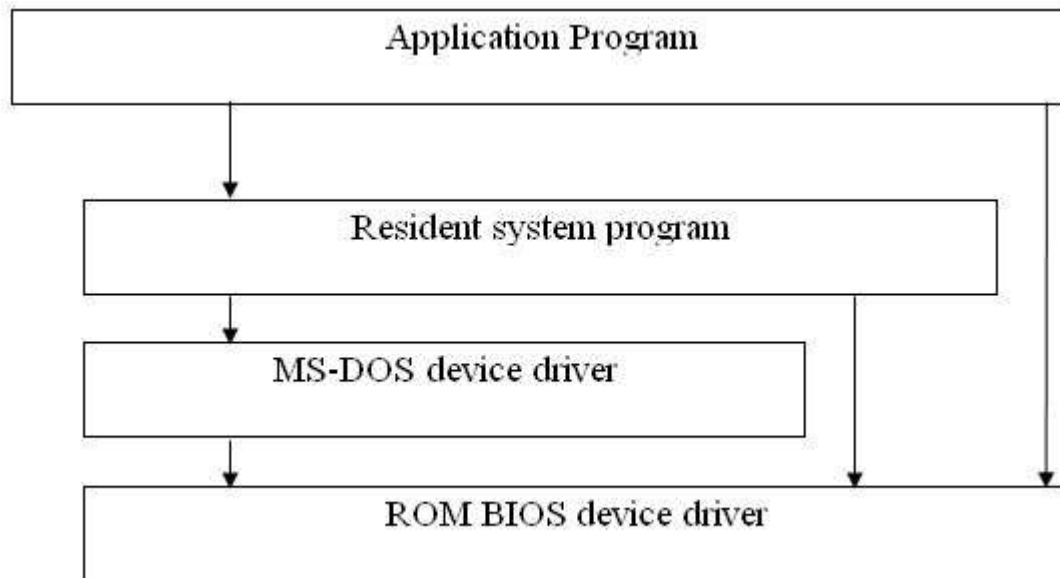 Application Program
Resident system program
MS-DOS device driver
ROM BIOS device driver